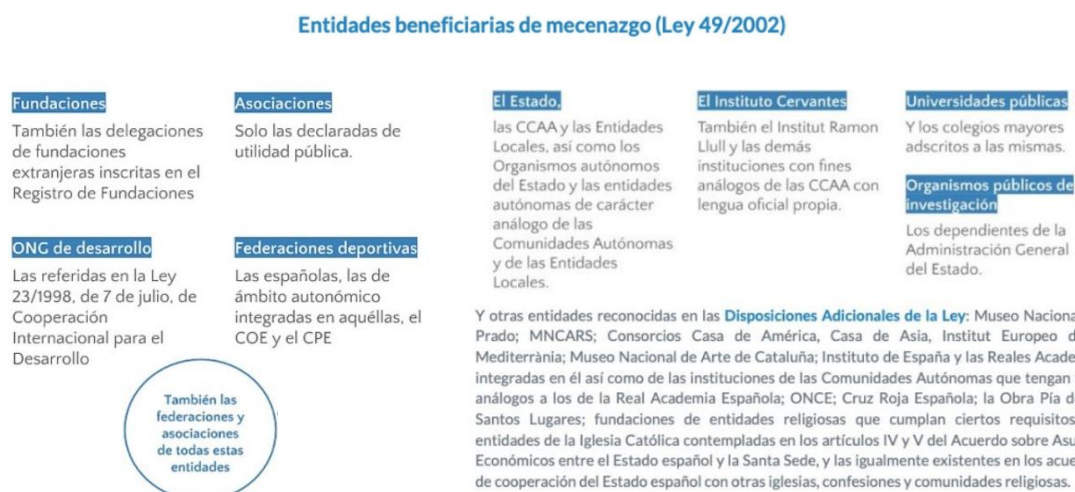 Entidades beneficiarias de mecenazgo (Ley 49/2002)
Fundaciones
También las delegaciones
de fundaciones
extranjeras inscritas en el
Registro de Fundaciones
Asociaciones
Solo las declaradas de
utilidad pública.
ONG de desarrollo
Las referidas en la Ley
23/1998, de 7 de julio, de
Cooperación
Internacional para el
Desarrollo
Federaciones deportivas
Las españolas, las de
ámbito autonómico
integradas en aquéllas, el
COE y el CPE
También las
federaciones y
asociaciones
de todas estas
entidades
El Estado,
las CCAA y las Entidades
Locales, así como los
Organismos autónomos
del Estado y las entidades
autónomas de carácter
análogo de las
Comunidades Autónomas
y de las Entidades
Locales.
El Instituto Cervantes
También el Institut Ramon
Llull y las demás
instituciones con fines
análogos de las CCAA con
lengua oficial propia.
Universidades públicas
Y los colegios mayores
adscritos a las mismas.
Organismos públicos de
investigación
Los dependientes de la
Administración General
del Estado.
Y otras entidades reconocidas en las Disposiciones Adicionales de la Ley: Museo Naciona
Prado; MNCARS; Consorcios Casa de América, Casa de Asia, Institut Europeo d
Mediterrània; Museo Nacional de Arte de Cataluña; Instituto de España y las Reales Acade
integradas en él así como de las instituciones de las Comunidades Autónomas que tengan
análogos a los de la Real Academia Española; ONCE; Cruz Roja Española; la Obra Pía d
Santos Lugares; fundaciones de entidades religiosas que cumplan ciertos requisitos
entidades de la Iglesia Católica contempladas en los artículos IV y V del Acuerdo sobre Asu
Económicos entre el Estado español y la Santa Sede, y las igualmente existentes en los acue
de cooperación del Estado español con otras iglesias, confesiones y comunidades religiosas.